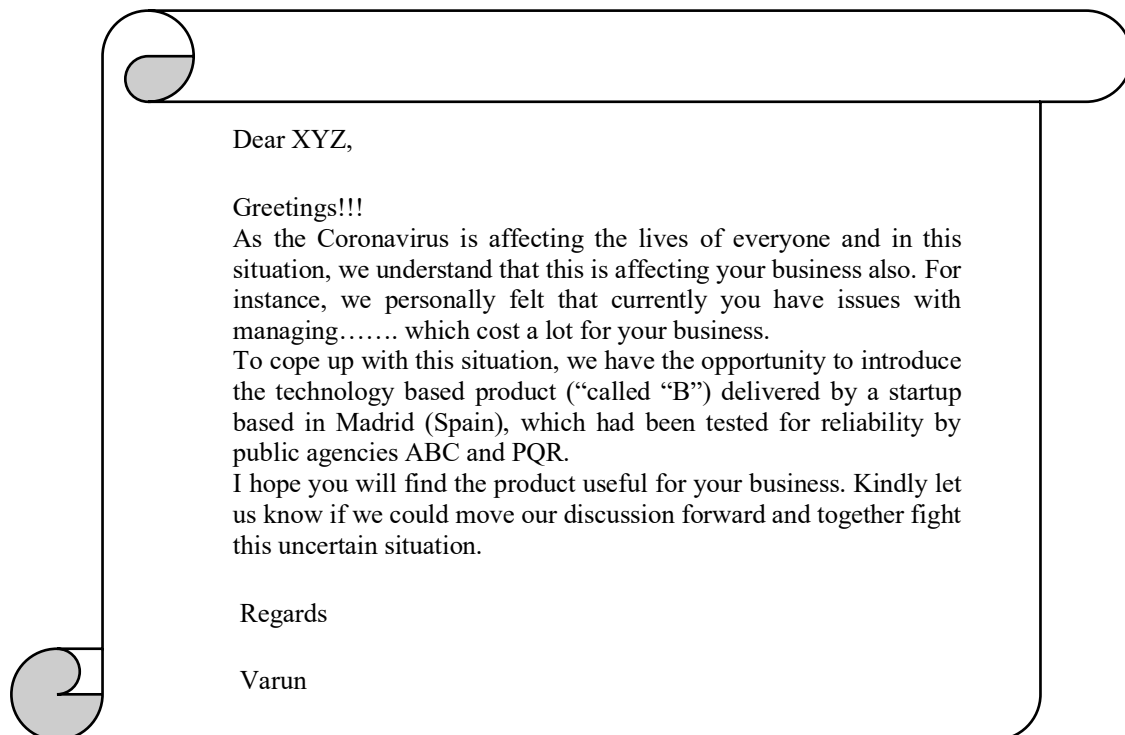 Dear XYZ,
Greetings!!!
As the Coronavirus is affecting the lives of everyone and in this
situation, we understand that this is affecting your business also. For
instance, we personally felt that currently you have issues with
managing……. which cost a lot for your business.
To cope up with this situation, we have the opportunity to introduce
the technology based product (“called “B”) delivered by a startup
based in Madrid (Spain), which had been tested for reliability by
public agencies ABC and PQR.
I hope you will find the product useful for your business. Kindly let
us know if we could move our discussion forward and together fight
this uncertain situation.
Regards
Varun